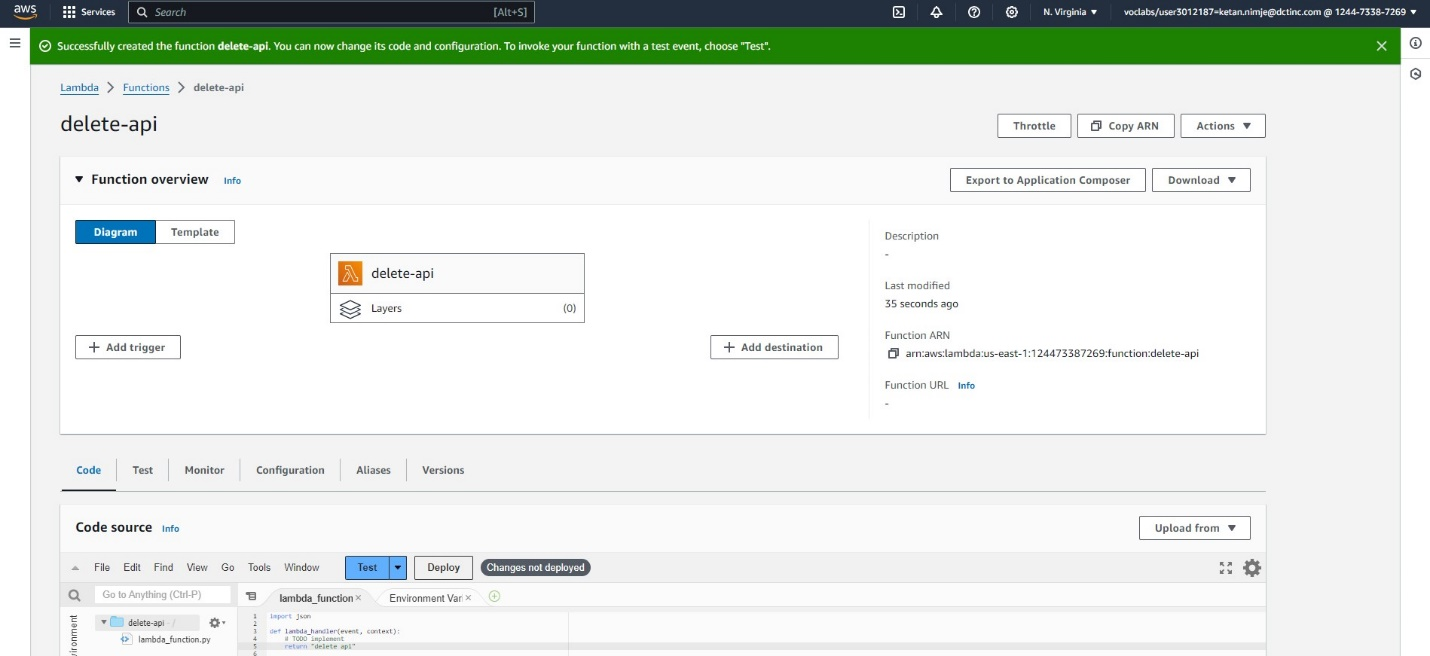 aws Services Search [Alt+S] N. Virginia voclabs/user3012187=ketan.nimje@dctinc.com @ 1244-7338-7269
Successfully created the function delete-api. You can now change its code and configuration. To invoke your function with a test event, choose "Test".
Lambda Functions delete-api
delete-api
Throttle Copy ARN Actions
Function overview Info
Export to Application Composer Download
Diagram Template
delete-api
Layers (0)
+ Add trigger
+ Add destination
Description
-
Last modified
35 seconds ago
Function ARN
arn:aws:lambda:us-east-1:124473387269:function:delete-api
Function URL Info
-
Code Test Monitor Configuration Aliases Versions
Code source Info Upload from
File Edit Find View Go Tools Window Test Deploy Changes not deployed
Go to Anything (Ctrl-P) lambda_function × Environment Var ×
delete-api - /
lambda_function.py
1 import json
2
3 def lambda_handler(event, context):
4 # TODO implement
5 return "delete api"
6